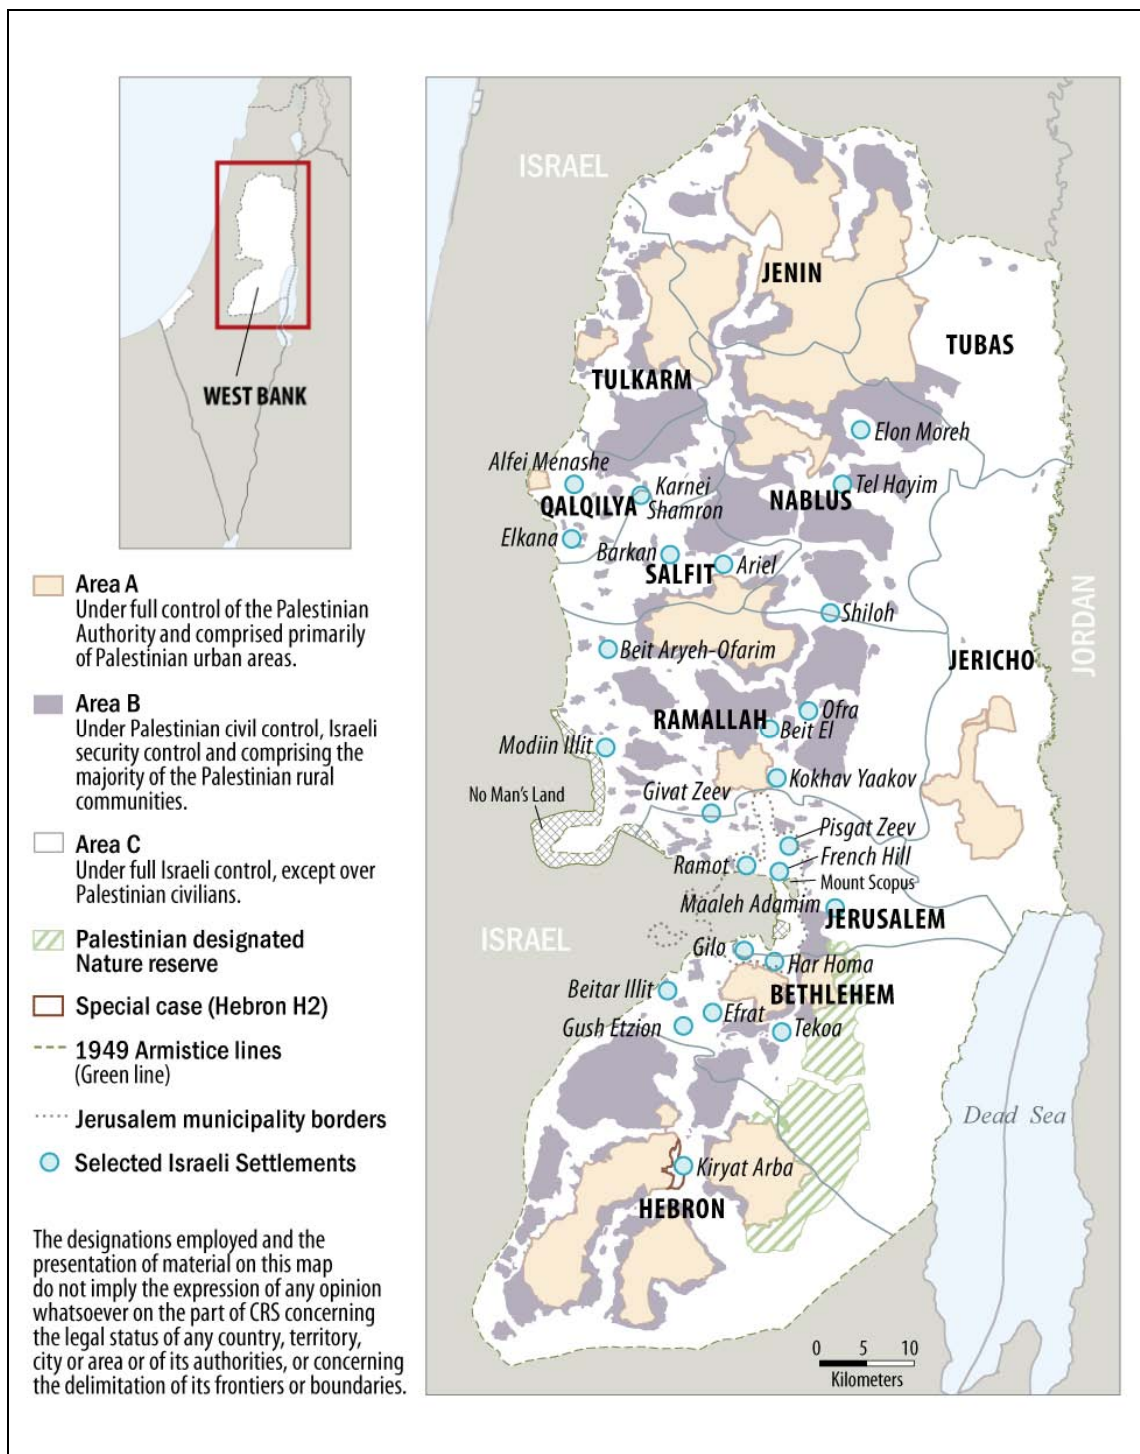 WEST BANK
Area A
Under full control of the Palestinian
Authority and comprised primarily
of Palestinian urban areas.
Area B
Under Palestinian civil control, Israeli
security control and comprising the
majority of the Palestinian rural
communities.
Area C
Under full Israeli control, except over
Palestinian civilians.
Palestinian designated
Nature reserve
Special case (Hebron H2)
1949 Armistice lines
(Green line)
Jerusalem municipality borders
Selected Israeli Settlements
The designations employed and the
presentation of material on this map
do not imply the expression of any opinion
whatsoever on the part of CRS concerning
the legal status of any country, territory,
city or area or of its authorities, or concerning
the delimitation of its frontiers or boundaries.
ISRAEL
JENIN
TUBAS
TULKARM
Elon Moreh
Alfei Menashe
Karnei
Shamron
Tel Hayim
QALQILYA
NABLUS
Elkana
Barkan
Ariel
SALFIT
Shiloh
JORDAN
Beit Aryeh-Ofarim
JERICHO
Ofra
RAMALLAH
Beit El
Modiin Illit
Kokhav Yaakov
No Man's Land
Givat Zeev
Pisgat Zeev
French Hill
Ramot
Mount Scopus
Maaleh Adamim
JERUSALEM
ISRAEL
Gilo
Har Homa
Beitar Illit
BETHLEHEM
Efrat
Gush Etzion
Tekoa
Dead Sea
Kiryat Arba
HEBRON
0 5 10
Kilometers